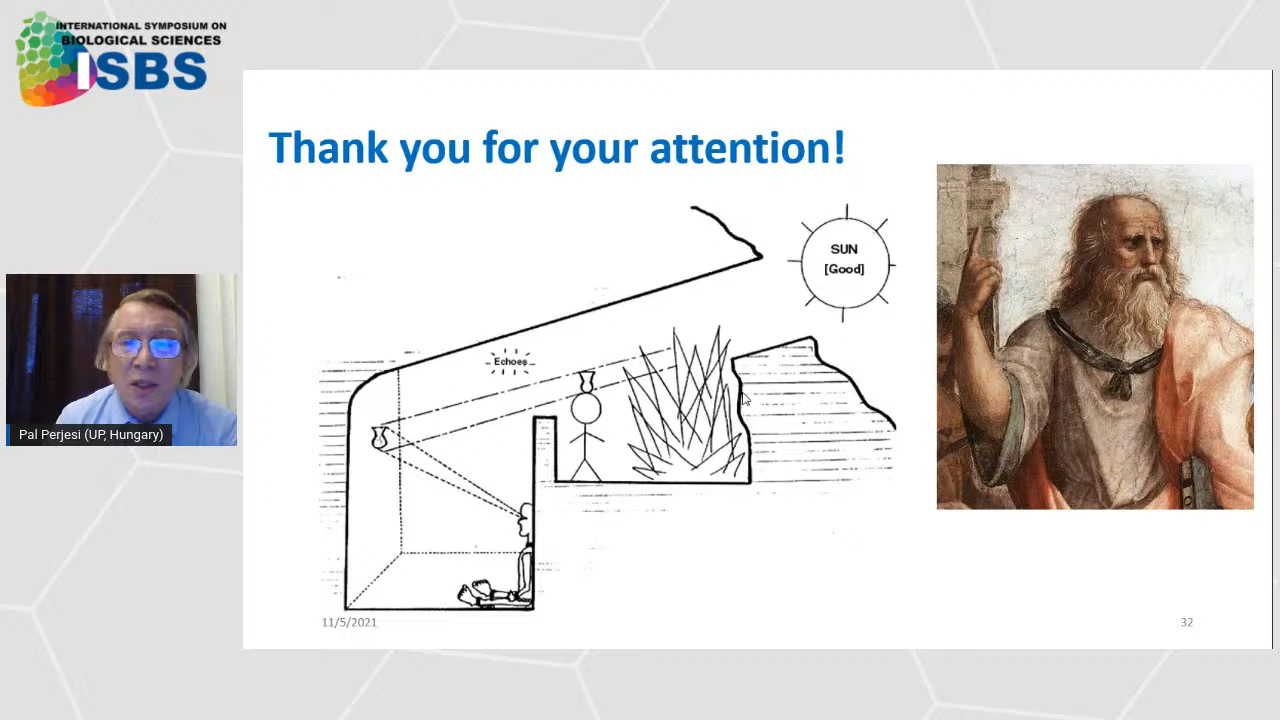 INTERNATIONAL SYMPOSIUM ON
BIOLOGICAL SCIENCES
ISBS
Thank you for your attention!
SUN
[Good]
Echoes
Pal Perjesi (UP, Hungary)
11/5/2021
32